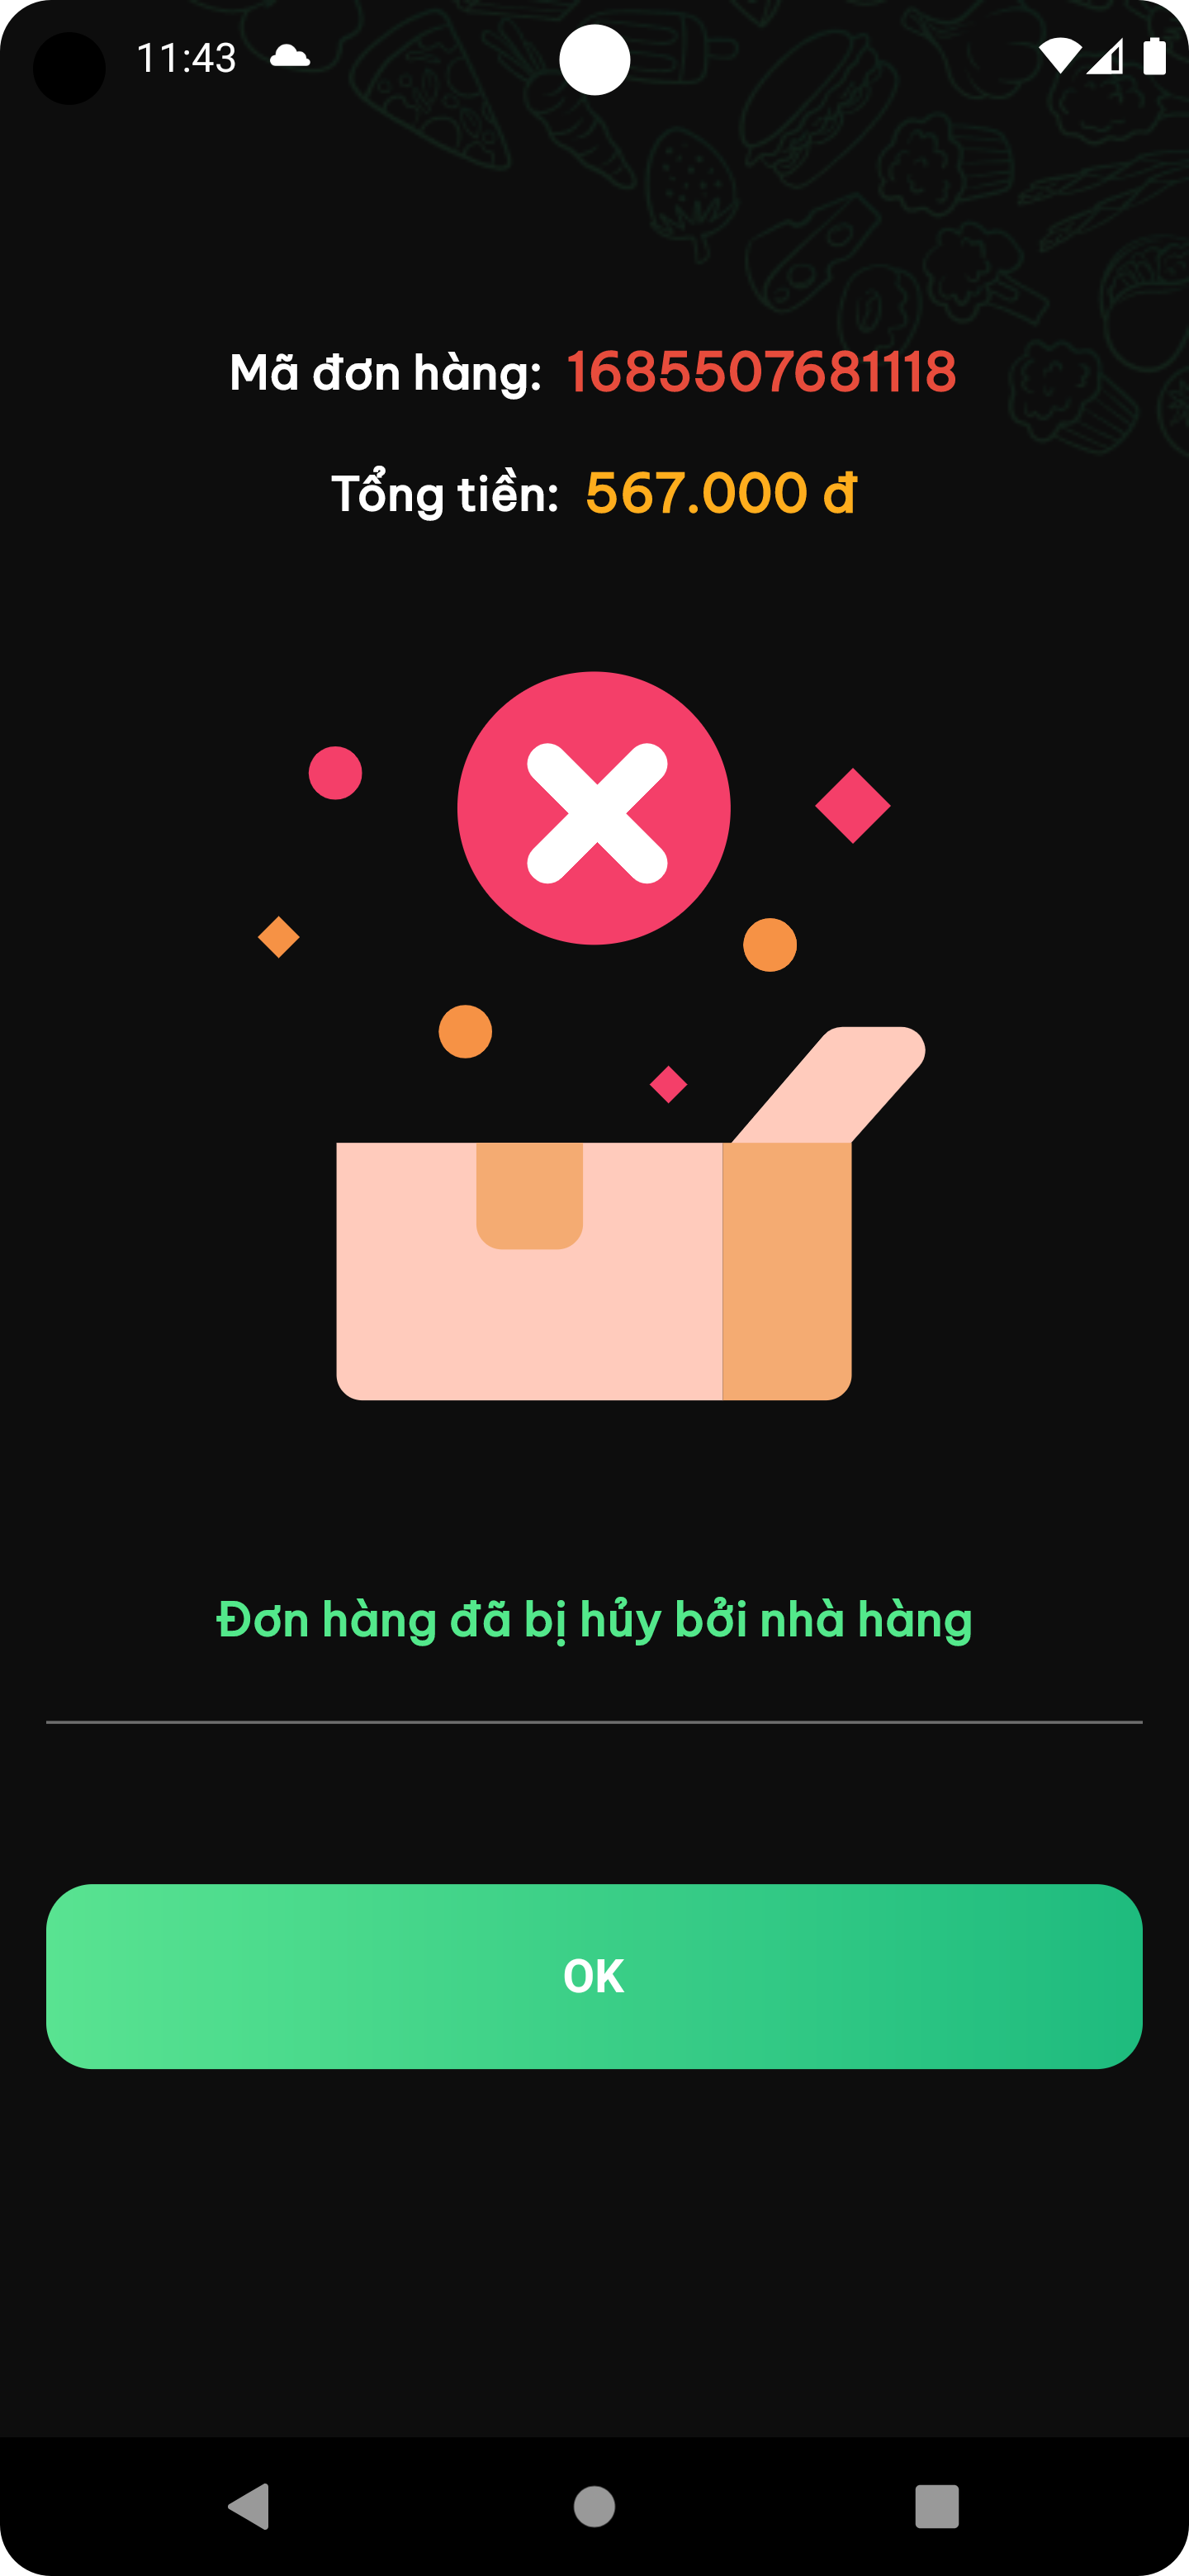 11:43
Mã đơn hàng: 1685507681118
Tổng tiền: 567.000 đ
Đơn hàng đã bị hủy bởi nhà hàng
OK